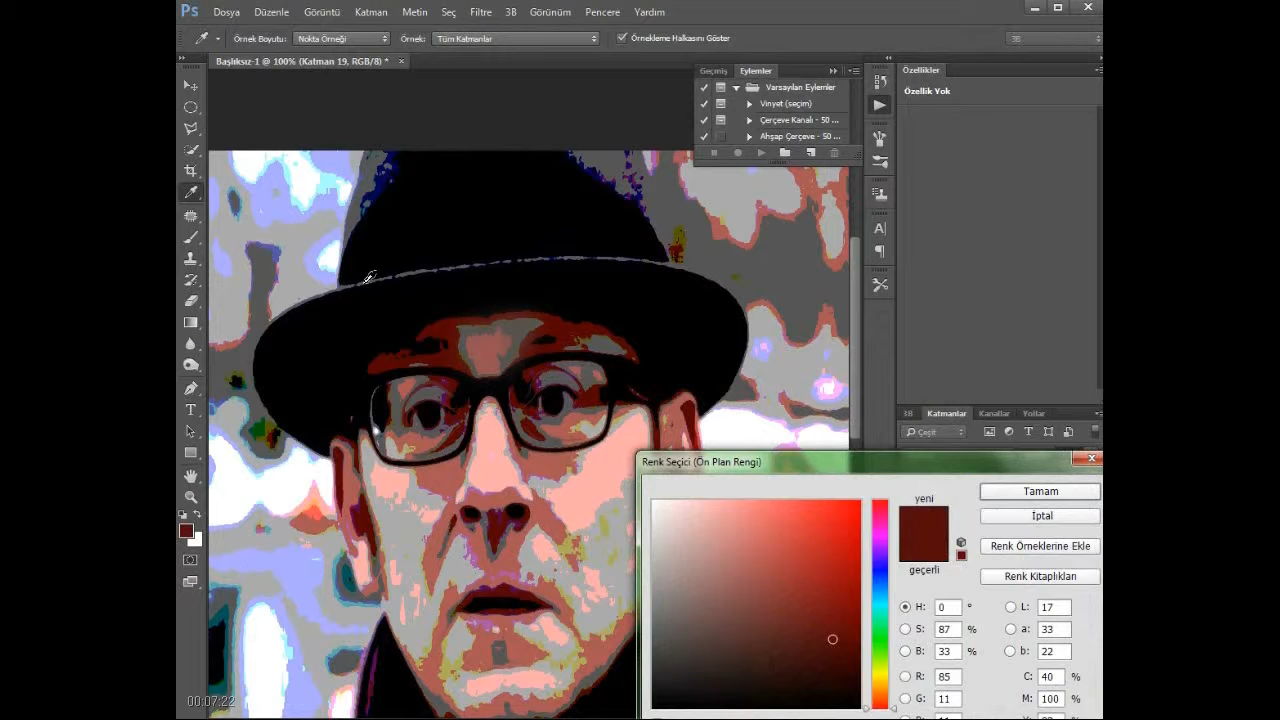 Ps Dosya Düzenle Görüntü Katman Metin Seç Filtre 3B Görünüm Pencere Yardım
Örnek Boyutu: Nokta Örneği Örnek: Tüm Katmanlar Örnekleme Halkasını Göster 3B
Başlıksız-1 @ 100% (Katman 19, RGB/8) *
Geçmiş Eylemler
Varsayılan Eylemler
Vinyet (seçim)
Çerçeve Kanalı - 50 ...
Ahşap Çerçeve - 50 ...
Özellikler
Özellik Yok
3B Katmanlar Kanallar Yollar
Çeşit
Renk Seçici (Ön Plan Rengi)
yeni
geçerli
Tamam
İptal
Renk Örneklerine Ekle
Renk Kitaplıkları
H: 0 ° L: 17
S: 87 % a: 33
B: 33 % b: 22
R: 85 C: 40 %
G: 11 M: 100 %
00:07:22